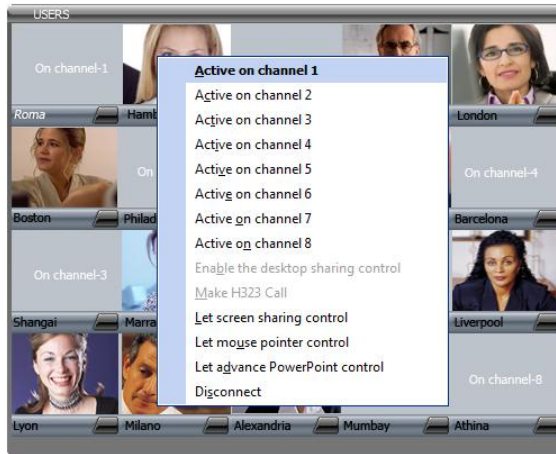 USERS
On channel-1
Roma
Hamb
London
Active on channel 1
Active on channel 2
Active on channel 3
Active on channel 4
Active on channel 5
Active on channel 6
Active on channel 7
Active on channel 8
Enable the desktop sharing control
Make H323 Call
Let screen sharing control
Let mouse pointer control
Let advance PowerPoint control
Disconnect
On
On channel-4
Boston
Philad
Barcelona
On channel-3
Shangai
Marra
Liverpool
On channel-8
Lyon
Milano
Alexandria
Mumbay
Athina